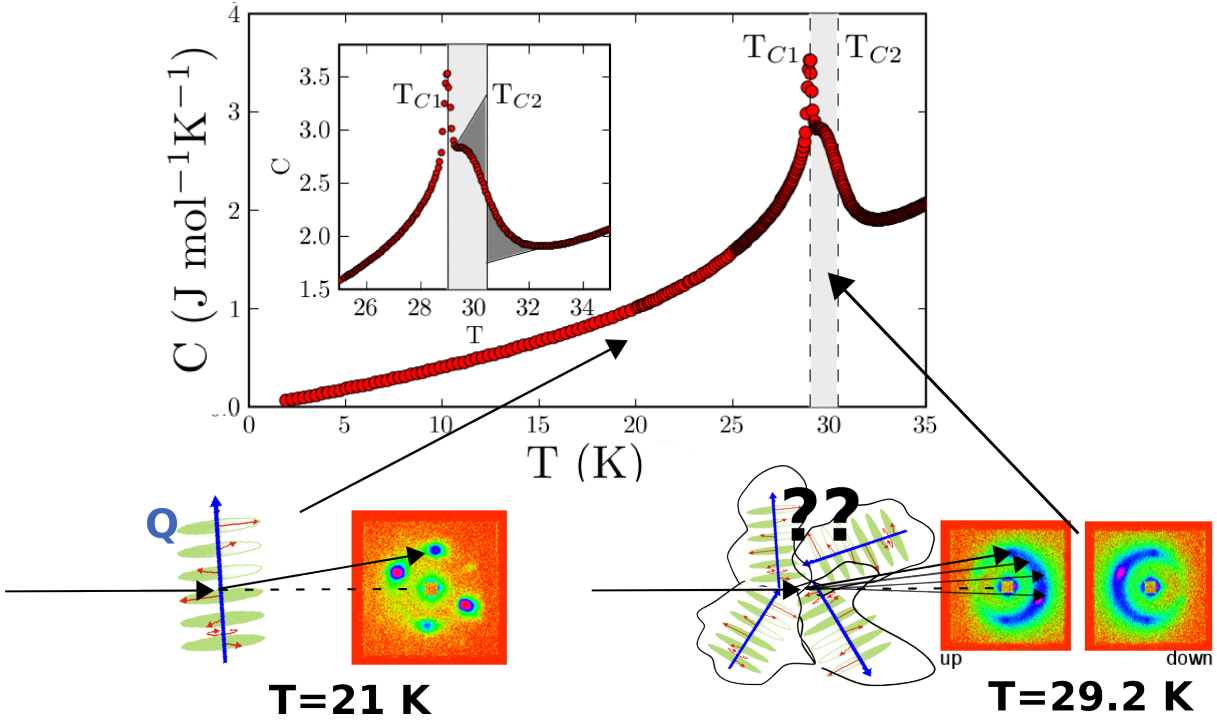 4
3
2
1
0
C (J mol⁻¹K⁻¹)
T_C1 T_C2
3.5
3.0
2.5
2.0
1.5
C
T_C1 T_C2
26 28 30 32 34
T
0 5 10 15 20 25 30 35
T (K)
Q
??
up
down
T=21 K
T=29.2 K